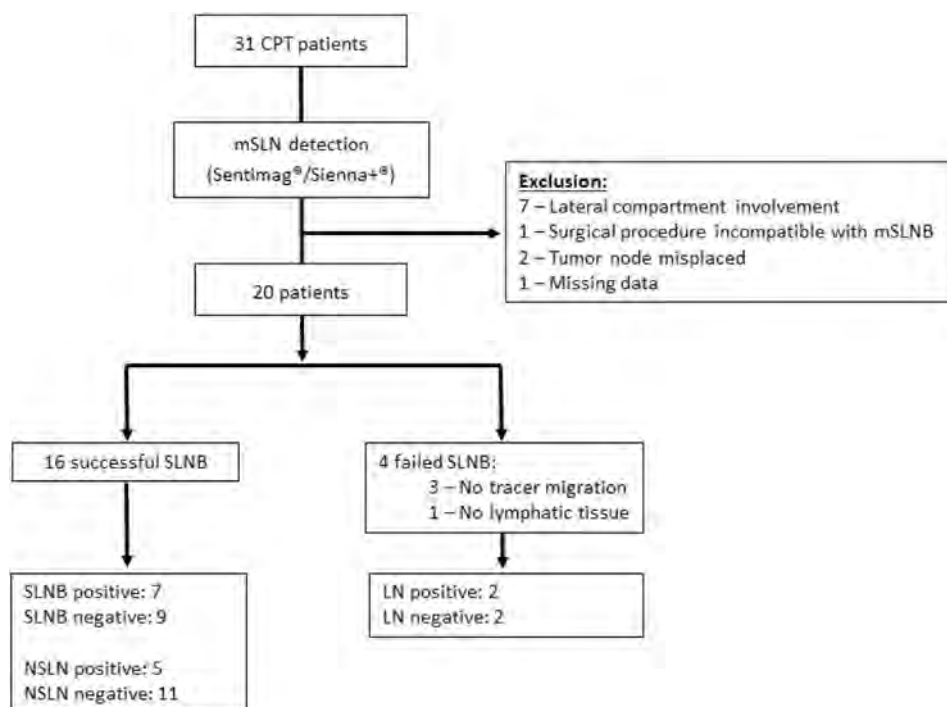 31 CPT patients
mSLN detection
(Sentimag®/Sienna+®)
Exclusion:
7 – Lateral compartment involvement
1 – Surgical procedure incompatible with mSLNB
2 – Tumor node misplaced
1 – Missing data
20 patients
16 successful SLNB
4 failed SLNB:
3 – No tracer migration
1 – No lymphatic tissue
SLNB positive: 7
SLNB negative: 9
NSLN positive: 5
NSLN negative: 11
LN positive: 2
LN negative: 2